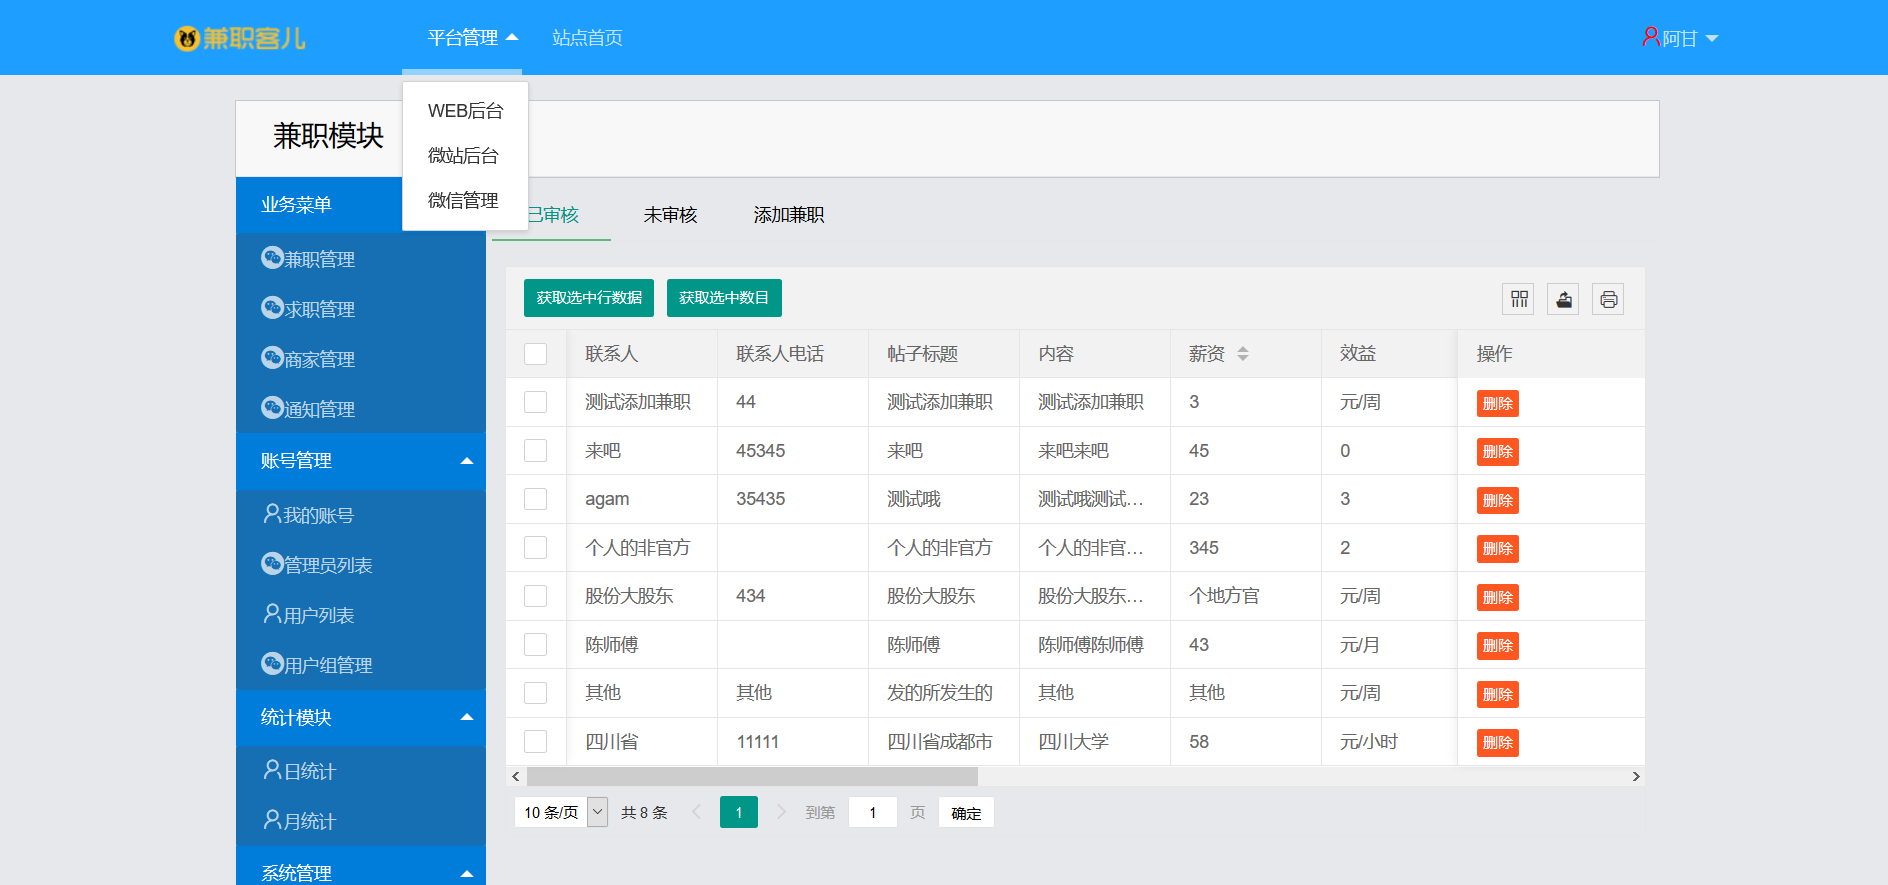 兼职客儿 平台管理 站点首页 阿甘
WEB后台
微站后台
微信管理
兼职模块
业务菜单
兼职管理
求职管理
商家管理
通知管理
账号管理
我的账号
管理员列表
用户列表
用户组管理
统计模块
日统计
月统计
系统管理
已审核 未审核 添加兼职
获取选中行数据 获取选中数目
联系人 联系人电话 帖子标题 内容 薪资 效益 操作
测试添加兼职 44 测试添加兼职 测试添加兼职 3 元/周 删除
来吧 45345 来吧 来吧来吧 45 0 删除
agam 35435 测试哦 测试哦测试… 23 3 删除
个人的非官方 个人的非官方 个人的非官… 345 2 删除
股份大股东 434 股份大股东 股份大股东… 个地方官 元/周 删除
陈师傅 陈师傅 陈师傅陈师傅 43 元/月 删除
其他 其他 发的所发生的 其他 其他 元/周 删除
四川省 11111 四川省成都市 四川大学 58 元/小时 删除
10 条/页 共 8 条 1 到第 1 页 确定